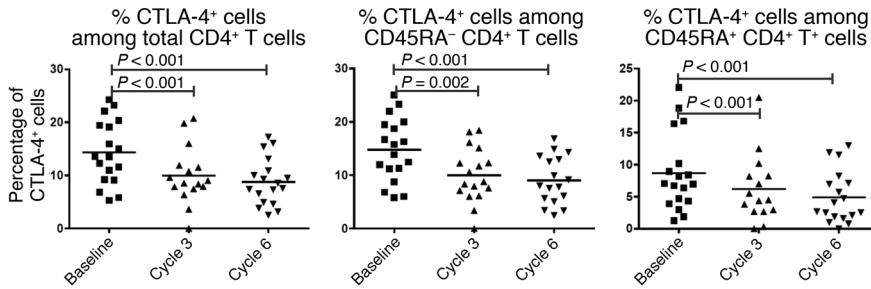 % CTLA-4⁺ cells
among total CD4⁺ T cells
% CTLA-4⁺ cells among
CD45RA⁻ CD4⁺ T cells
% CTLA-4⁺ cells among
CD45RA⁺ CD4⁺ T⁺ cells
Percentage of
CTLA-4⁺ cells
30
20
10
0
P < 0.001
P < 0.001
Baseline
Cycle 3
Cycle 6
30
20
10
0
P < 0.001
P = 0.002
Baseline
Cycle 3
Cycle 6
25
20
15
10
5
0
P < 0.001
P < 0.001
Baseline
Cycle 3
Cycle 6